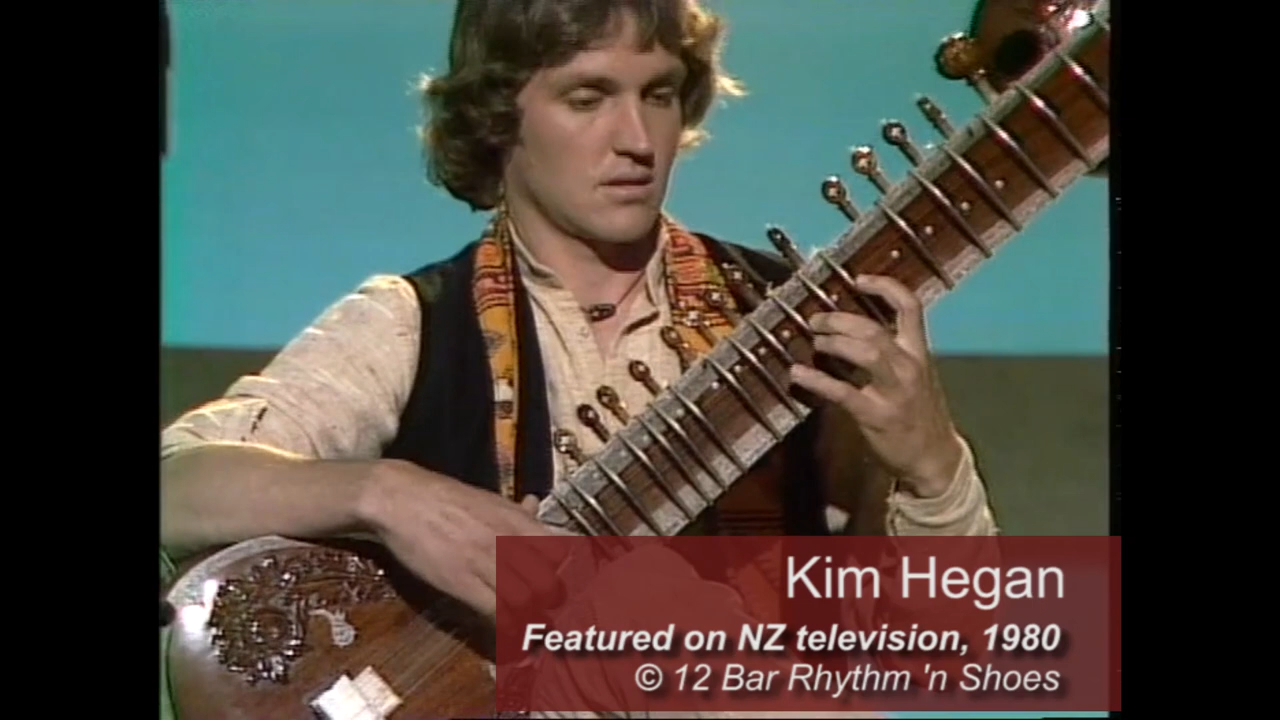 Kim Hegan
Featured on NZ television, 1980
© 12 Bar Rhythm 'n Shoes